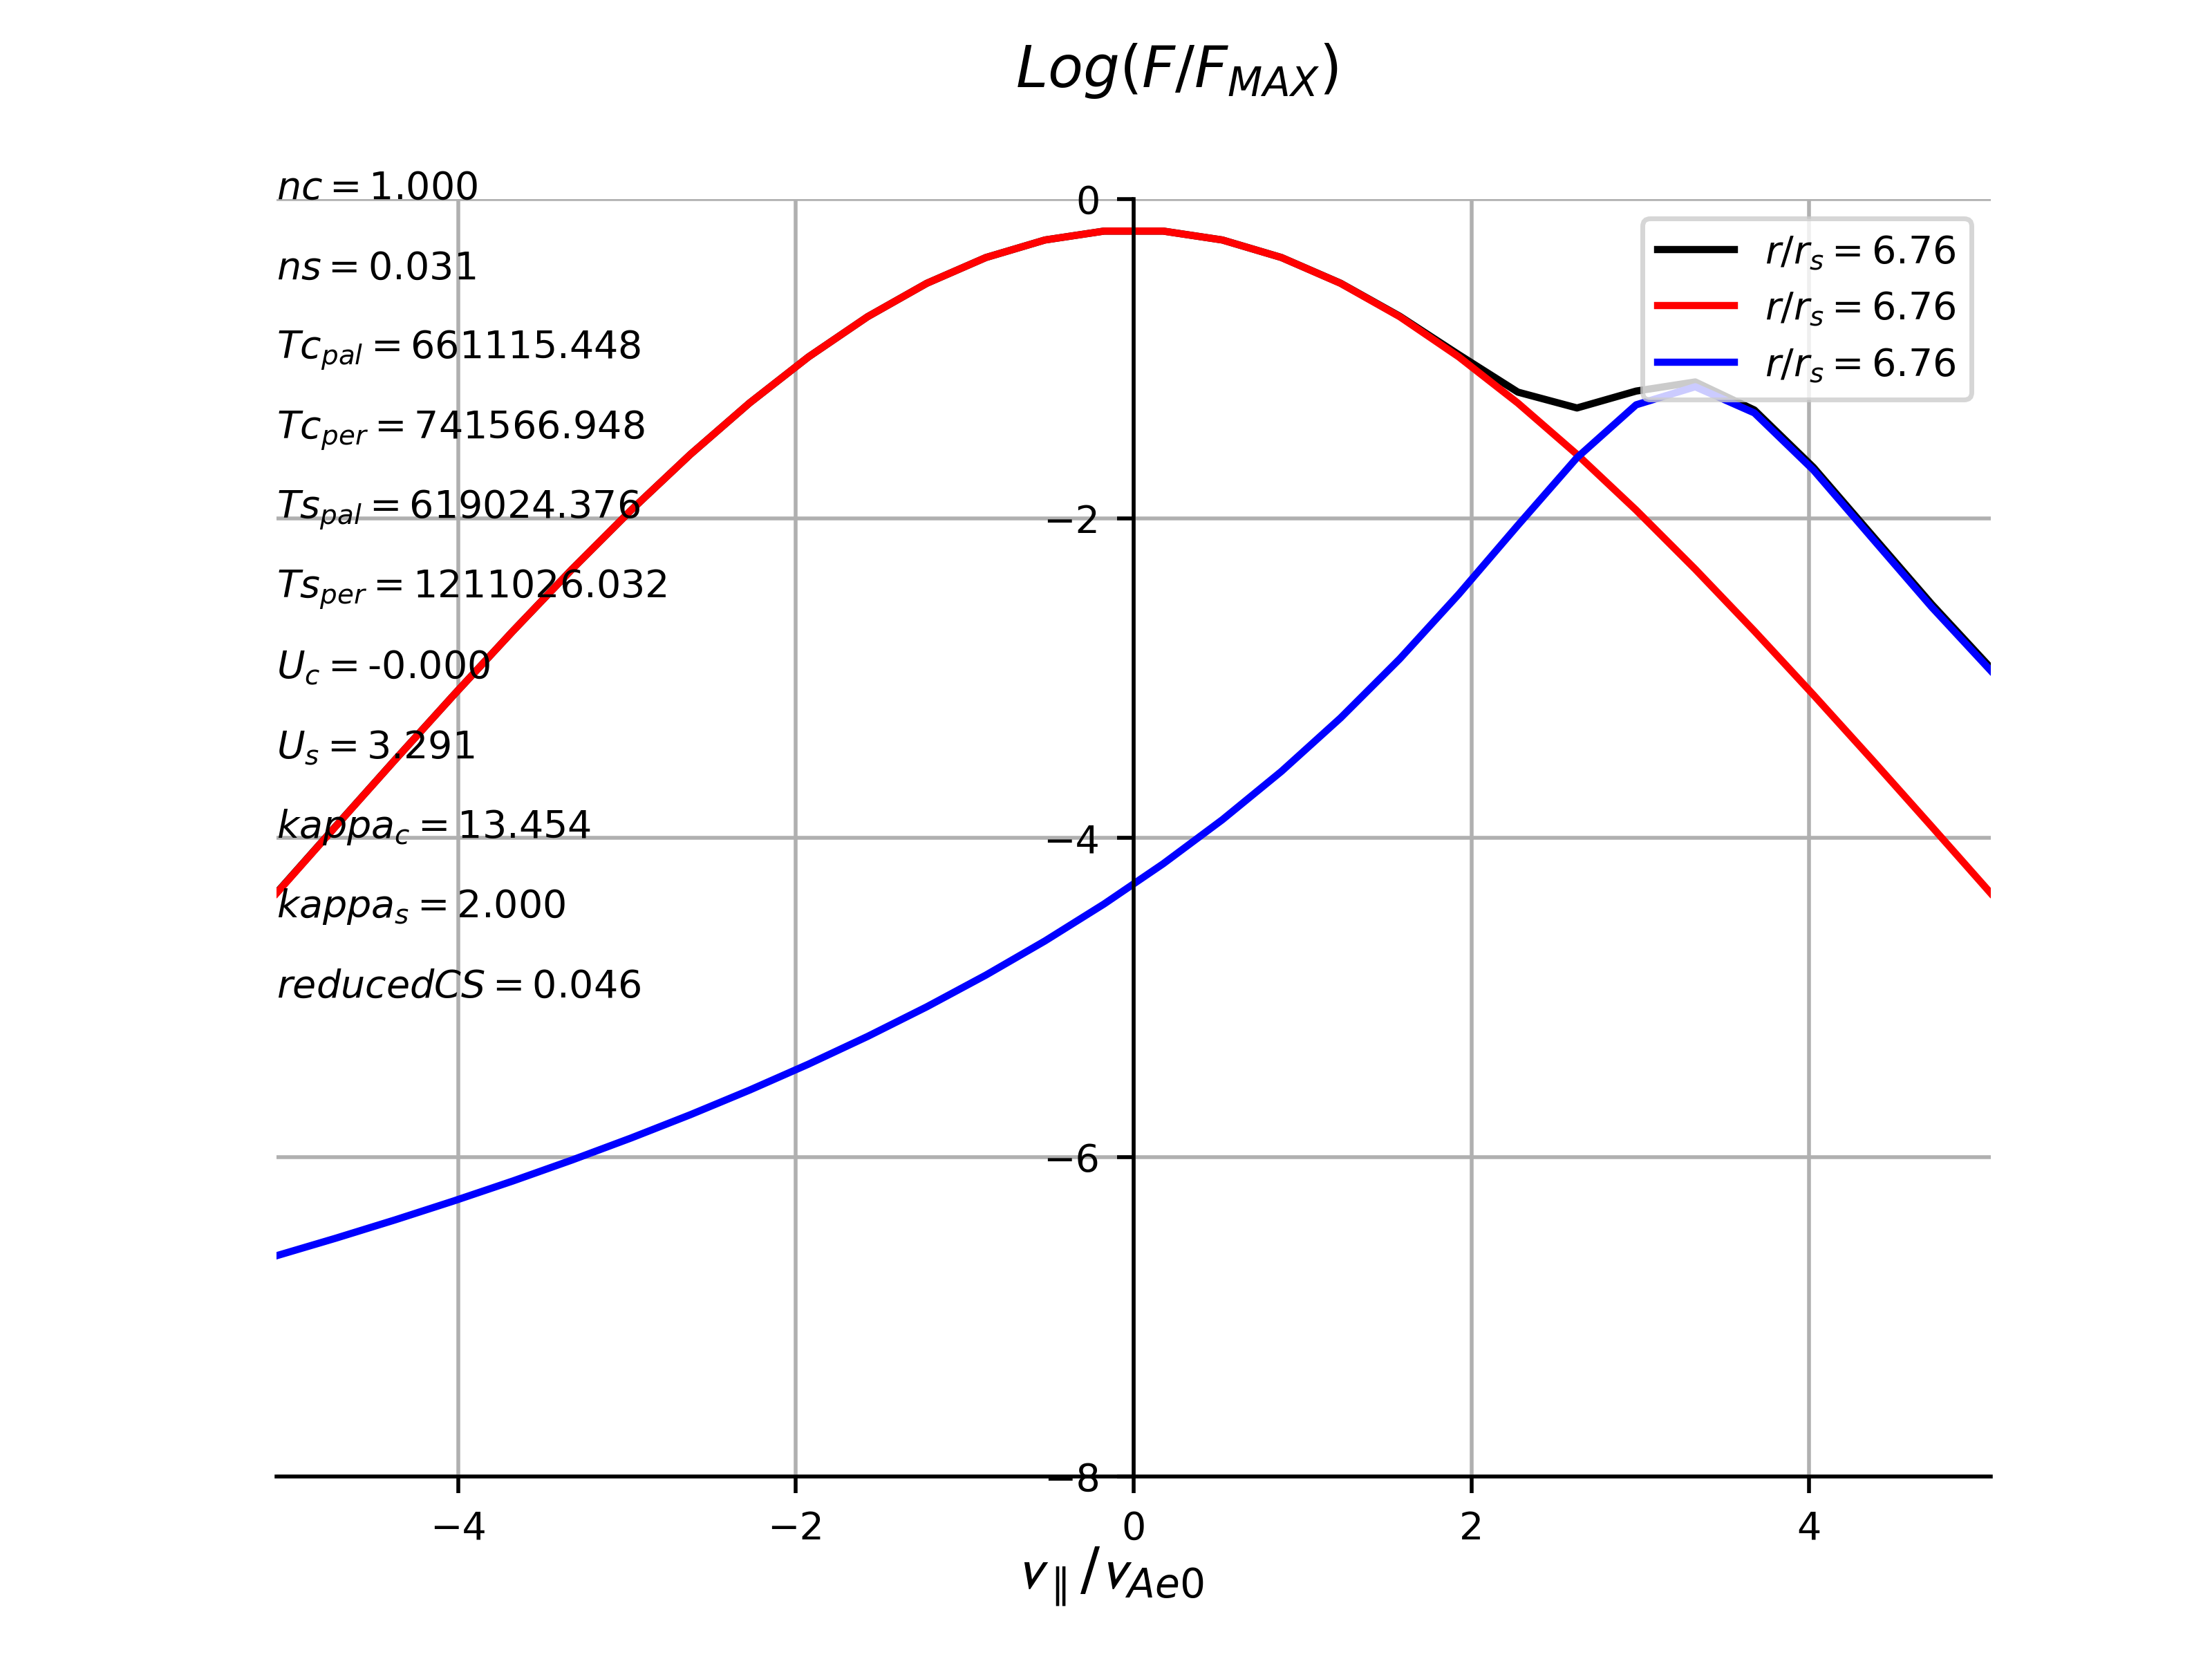 Log(F/F_MAX)
nc = 1.000
ns = 0.031
Tc_pal = 661115.448
Tc_per = 741566.948
Ts_pal = 619024.376
Ts_per = 1211026.032
U_c = -0.000
U_s = 3.291
kappa_c = 13.454
kappa_s = 2.000
reducedCS = 0.046
r/r_s = 6.76
r/r_s = 6.76
r/r_s = 6.76
0
−2
−4
−6
−8
−4 −2 0 2 4
v_∥/v_Ae0